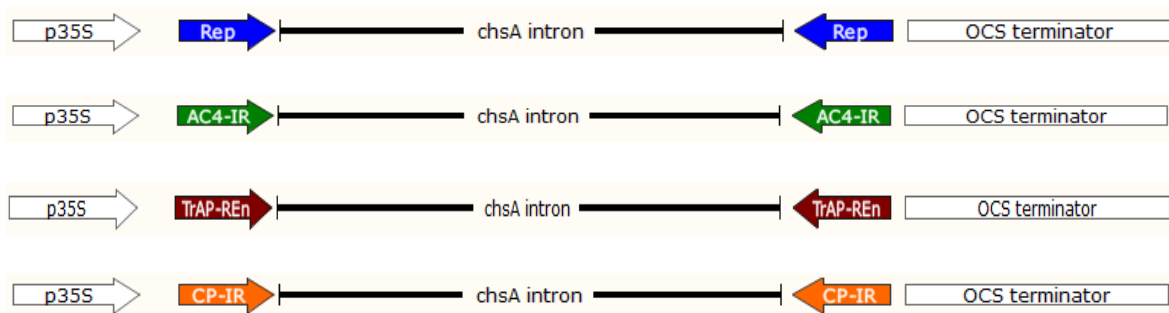 p35S Rep chsA intron Rep OCS terminator
p35S AC4-IR chsA intron AC4-IR OCS terminator
p35S TrAP-REn chsA intron TrAP-REn OCS terminator
p35S CP-IR chsA intron CP-IR OCS terminator